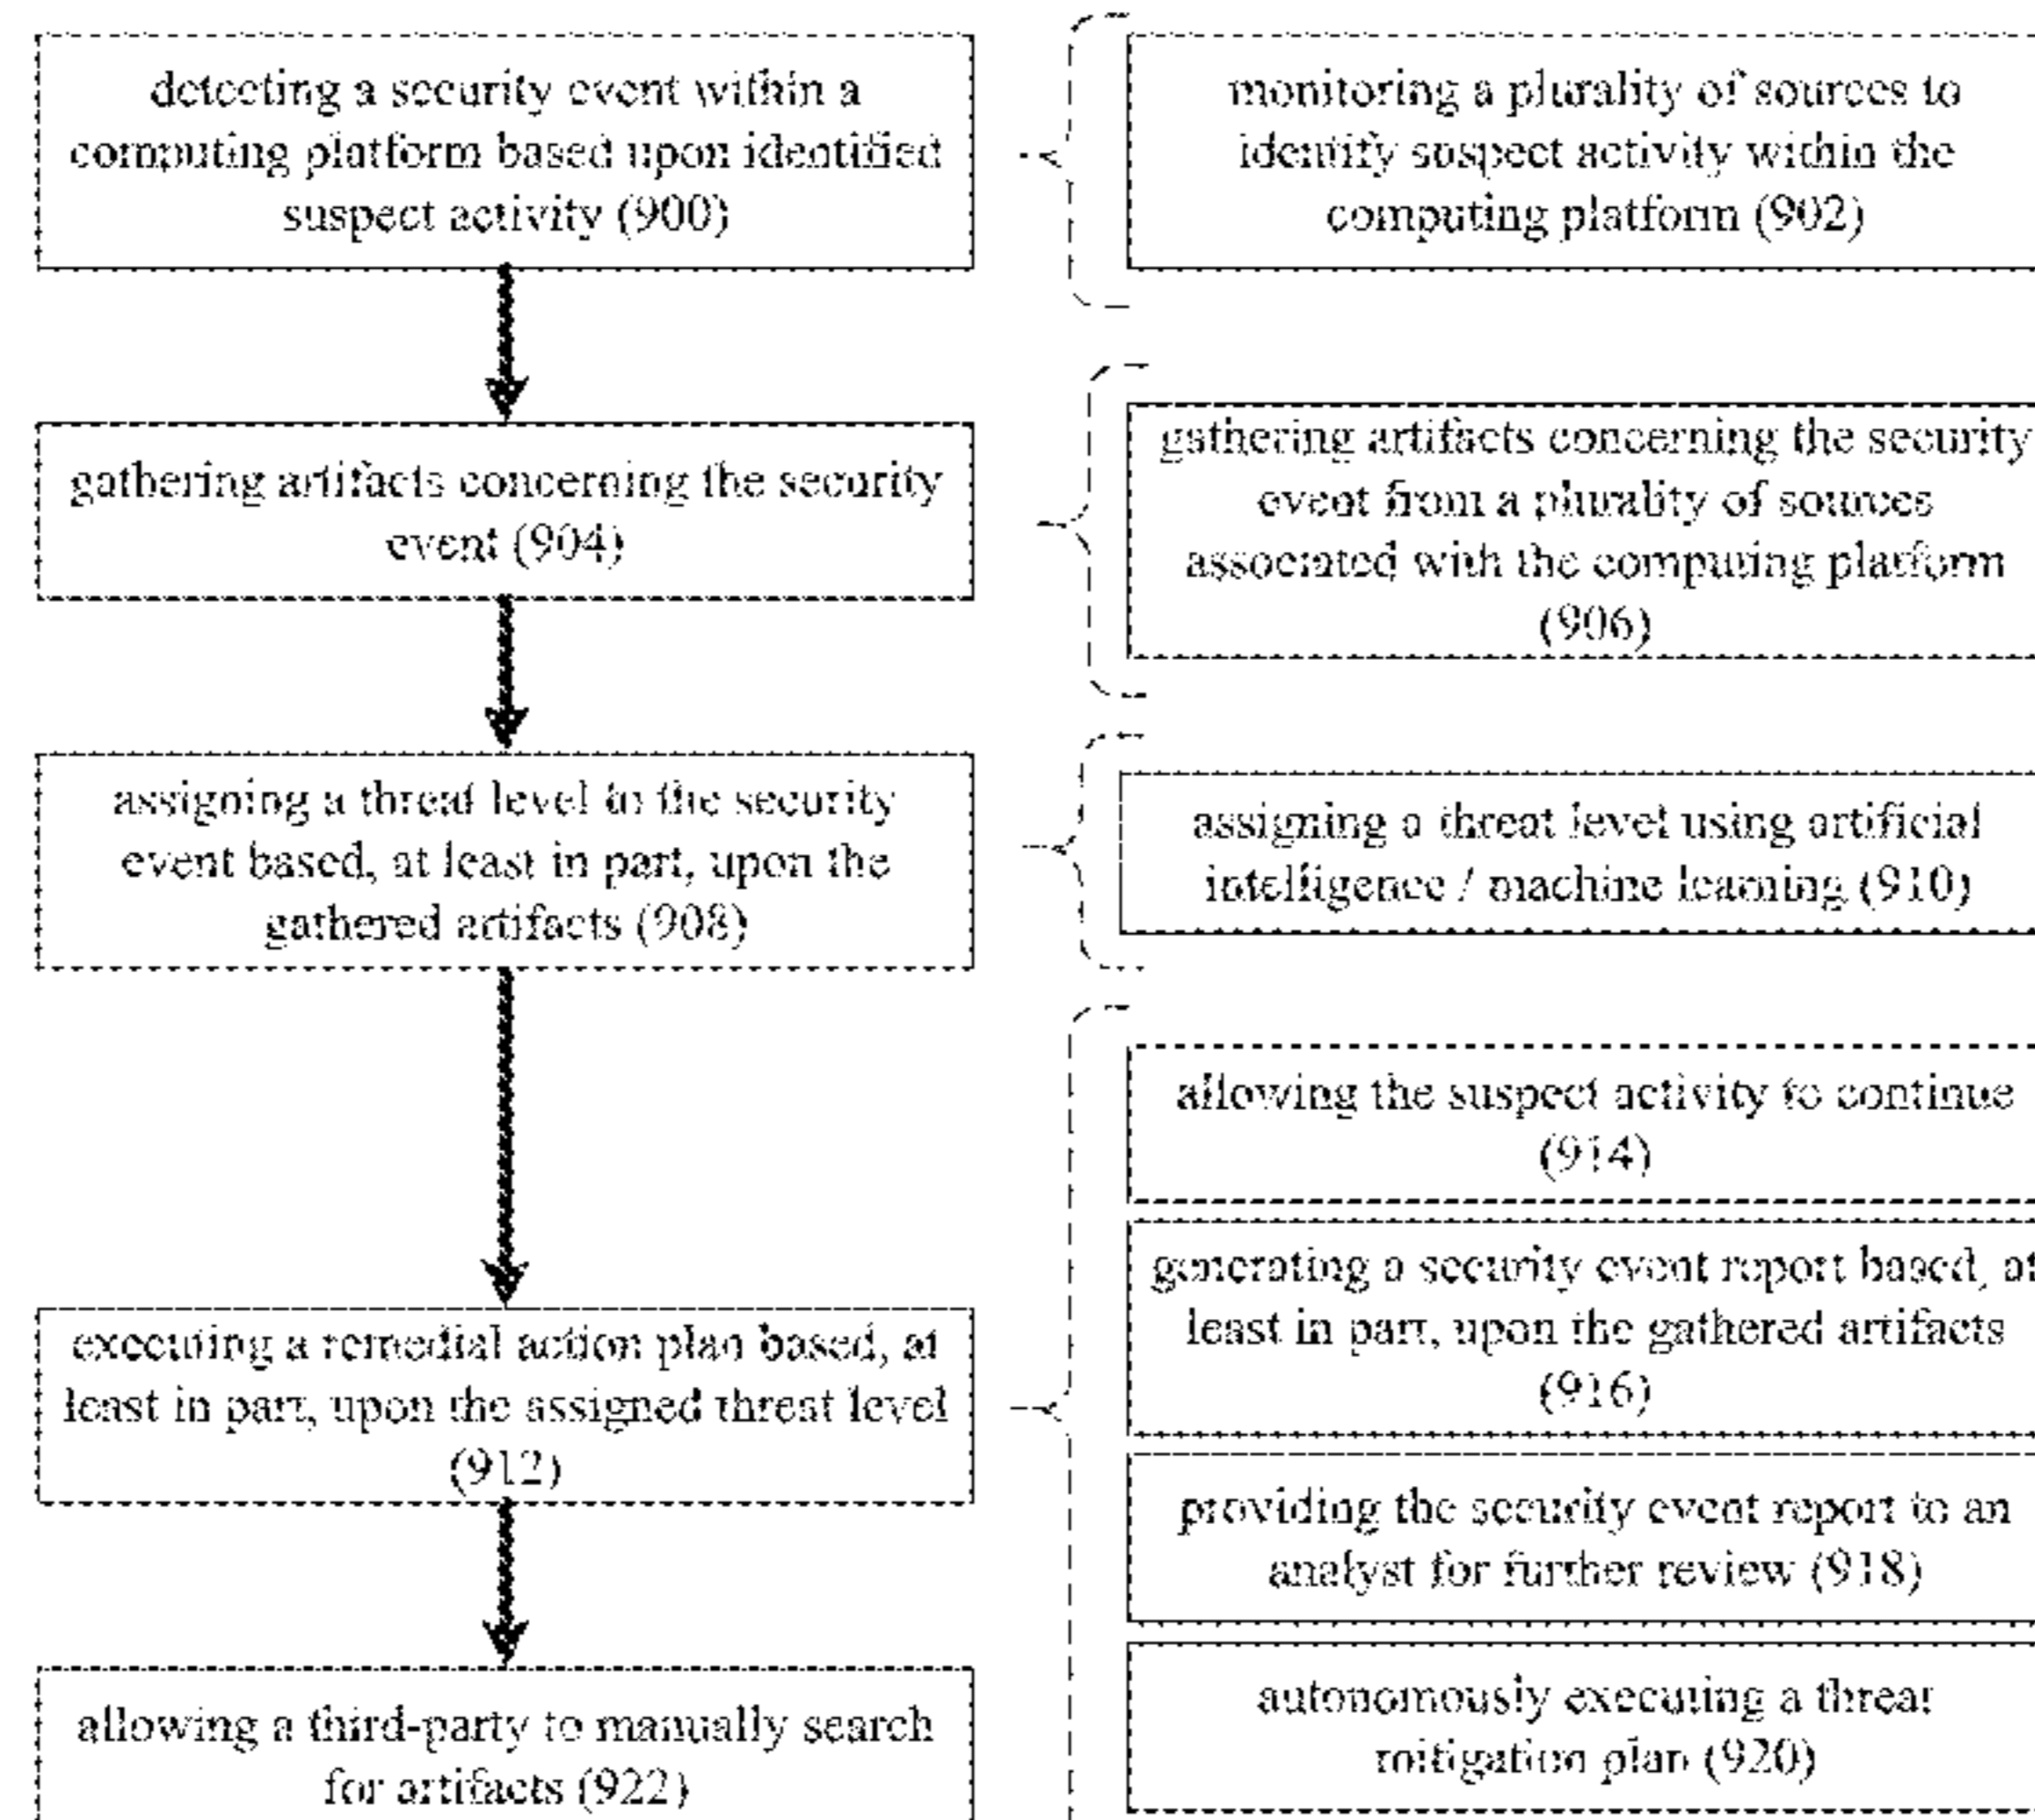 detecting a security event within a
computing platform based upon identified
suspect activity (900)
monitoring a plurality of sources to
identify suspect activity within the
computing platform (902)
gathering artifacts concerning the security
event (904)
gathering artifacts concerning the security
event from a plurality of sources
associated with the computing platform
(906)
assigning a threat level to the security
event based, at least in part, upon the
gathered artifacts (908)
assigning a threat level using artificial
intelligence / machine learning (910)
executing a remedial action plan based, at
least in part, upon the assigned threat level
(912)
allowing the suspect activity to continue
(914)
generating a security event report based, at
least in part, upon the gathered artifacts
(916)
providing the security event report to an
analyst for further review (918)
autonomously executing a threat
mitigation plan (920)
allowing a third-party to manually search
for artifacts (922)